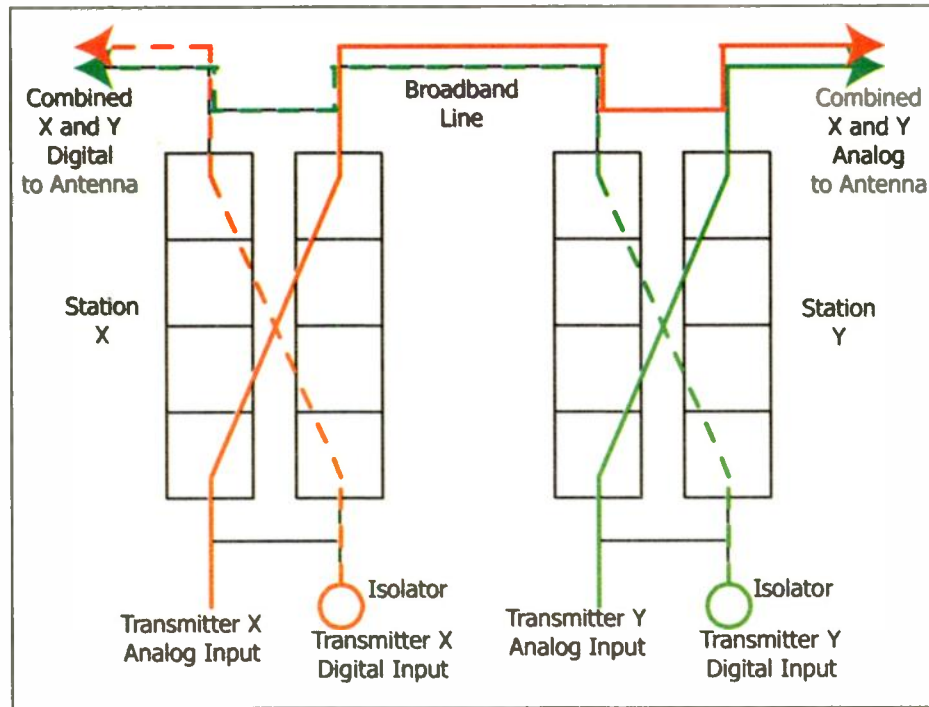 Combined
X and Y
Digital
to Antenna
Broadband
Line
Combined
X and Y
Analog
to Antenna
Station
X
Station
Y
Isolator
Transmitter X
Analog Input
Transmitter X
Digital Input
Isolator
Transmitter Y
Analog Input
Transmitter Y
Digital Input